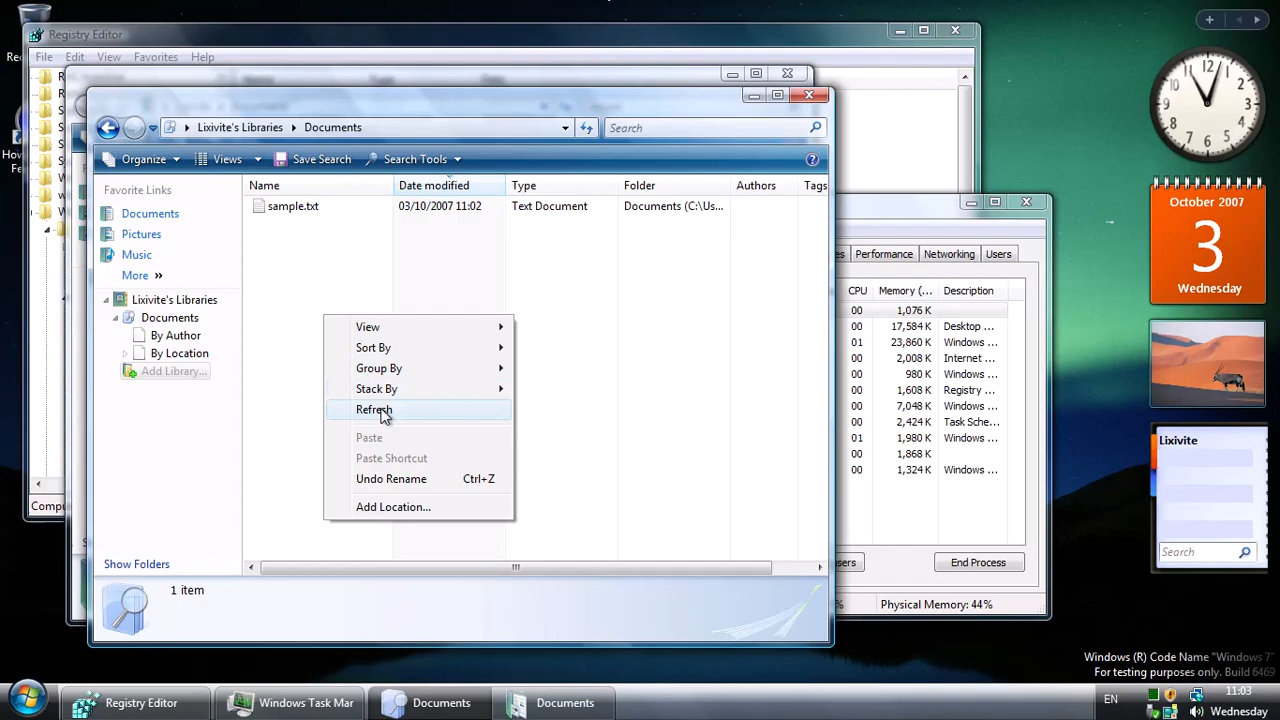 Registry Editor
File Edit View Favorites Help
Lixivite's Libraries Documents
Search
Organize Views Save Search Search Tools
Favorite Links
Documents
Pictures
Music
More »
Lixivite's Libraries
Documents
By Author
By Location
Add Library...
Show Folders
Name Date modified Type Folder Authors Tags
sample.txt 03/10/2007 11:02 Text Document Documents (C:\Us...
View
Sort By
Group By
Stack By
Refresh
Paste
Paste Shortcut
Undo Rename Ctrl+Z
Add Location...
1 item
Performance Networking Users
CPU Memory (... Description
00 1,076 K
00 17,584 K Desktop ...
01 23,860 K Windows ...
00 2,008 K Internet ...
00 980 K Windows ...
00 1,608 K Registry ...
00 7,048 K Windows ...
00 2,424 K Task Sche...
01 1,980 K Windows ...
00 1,868 K
00 1,324 K Windows ...
End Process
Physical Memory: 44%
October 2007
3
Wednesday
Lixivite
Search
Windows (R) Code Name "Windows 7"
For testing purposes only. Build 6469
Registry Editor
Windows Task Mar
Documents
Documents
EN
11:03
Wednesday